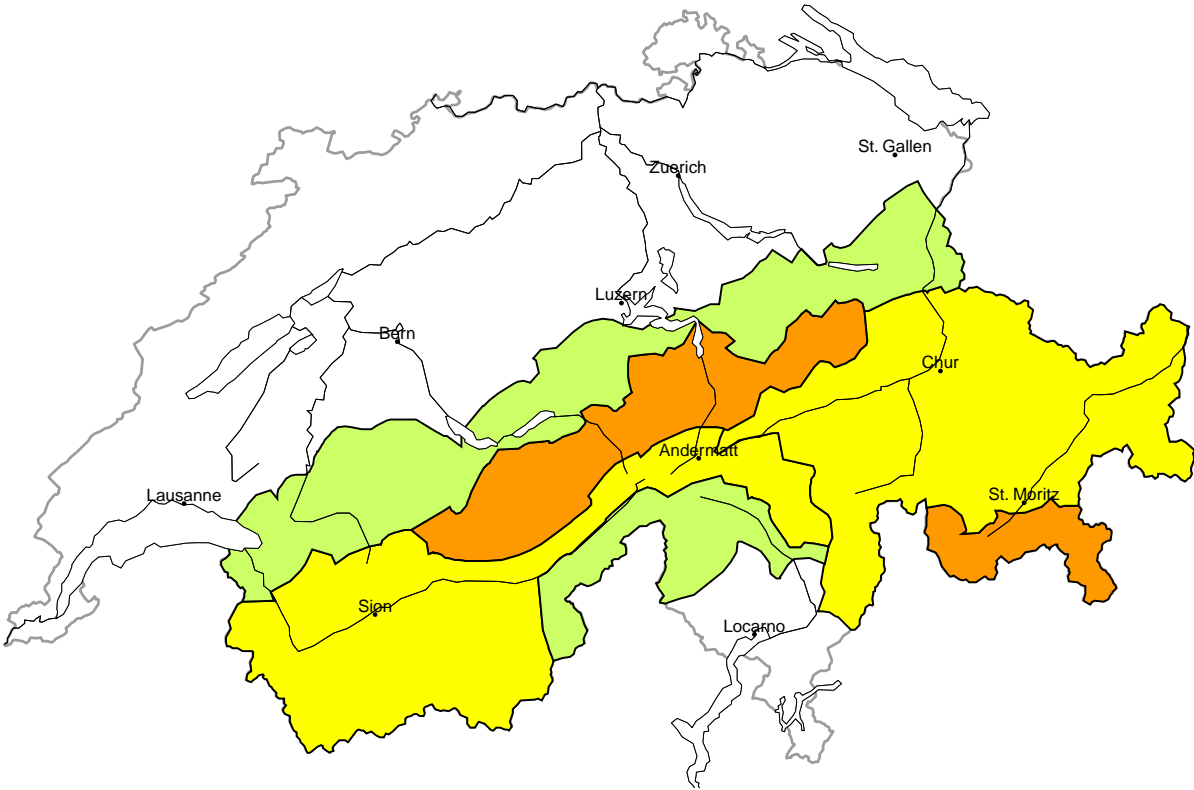 St. Gallen
Zuerich
Luzern
Bern
Chur
Andermatt
Lausanne
St. Moritz
Sion
Locarno